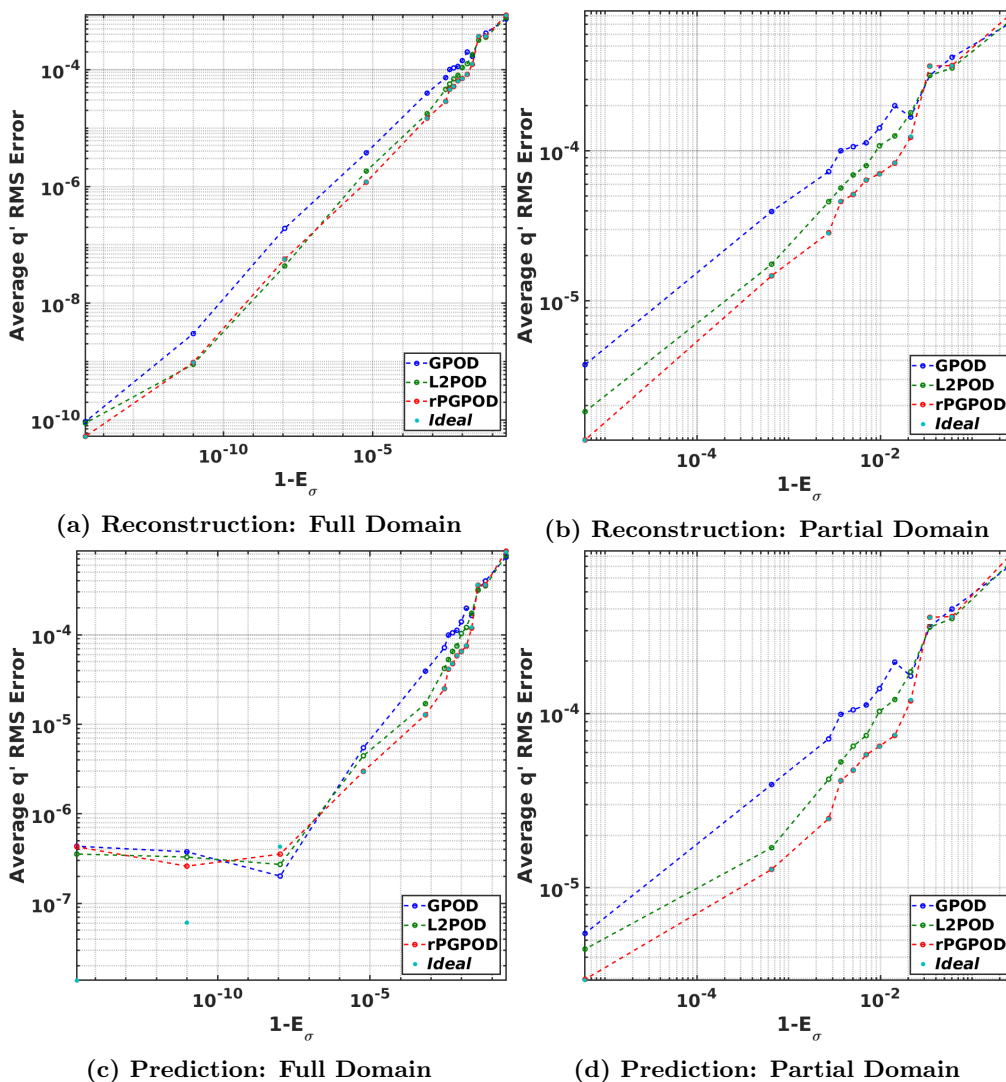 10^-4
10^-6
10^-8
10^-10
Average q' RMS Error
GPOD
L2POD
rPGPOD
Ideal
10^-10
10^-5
1-E_σ
(a) Reconstruction: Full Domain
10^-4
10^-5
Average q' RMS Error
GPOD
L2POD
rPGPOD
Ideal
10^-4
10^-2
1-E_σ
(b) Reconstruction: Partial Domain
10^-4
10^-5
10^-6
10^-7
Average q' RMS Error
GPOD
L2POD
rPGPOD
Ideal
10^-10
10^-5
1-E_σ
(c) Prediction: Full Domain
10^-4
10^-5
Average q' RMS Error
GPOD
L2POD
rPGPOD
Ideal
10^-4
10^-2
1-E_σ
(d) Prediction: Partial Domain